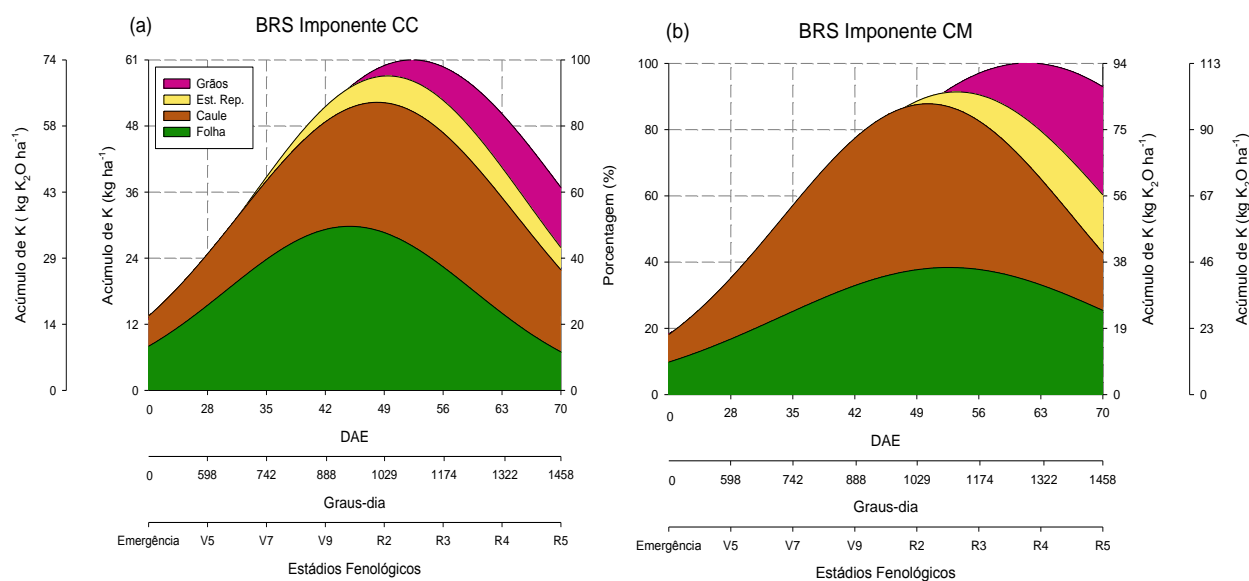 (a) BRS Imponente CC
74 61 100
58 48 80
43 36 60
29 24 40
14 12 20
0 0 0
Acúmulo de K ( kg K2O ha-1)
Acúmulo de K (kg ha-1)
Porcentagem (%)
Grãos
Est. Rep.
Caule
Folha
0 28 35 42 49 56 63 70
DAE
0 598 742 888 1029 1174 1322 1458
Graus-dia
Emergência V5 V7 V9 R2 R3 R4 R5
Estádios Fenológicos
(b) BRS Imponente CM
100 94 113
80 75 90
60 56 67
40 38 46
20 19 23
0 0 0
Acúmulo de K (kg K2O ha-1)
Acúmulo de K (kg K2O ha-1)
0 28 35 42 49 56 63 70
DAE
0 598 742 888 1029 1174 1322 1458
Graus-dia
Emergência V5 V7 V9 R2 R3 R4 R5
Estádios Fenológicos